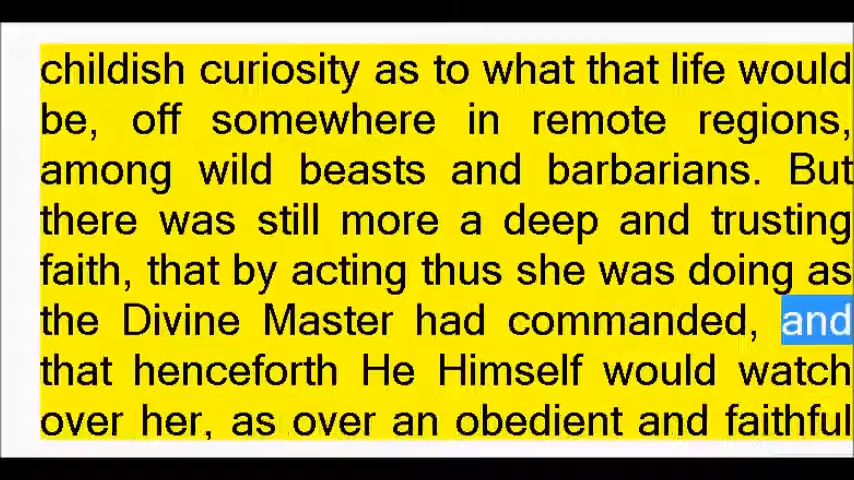 childish curiosity as to what that life would
be, off somewhere in remote regions,
among wild beasts and barbarians. But
there was still more a deep and trusting
faith, that by acting thus she was doing as
the Divine Master had commanded, and
that henceforth He Himself would watch
over her, as over an obedient and faithful